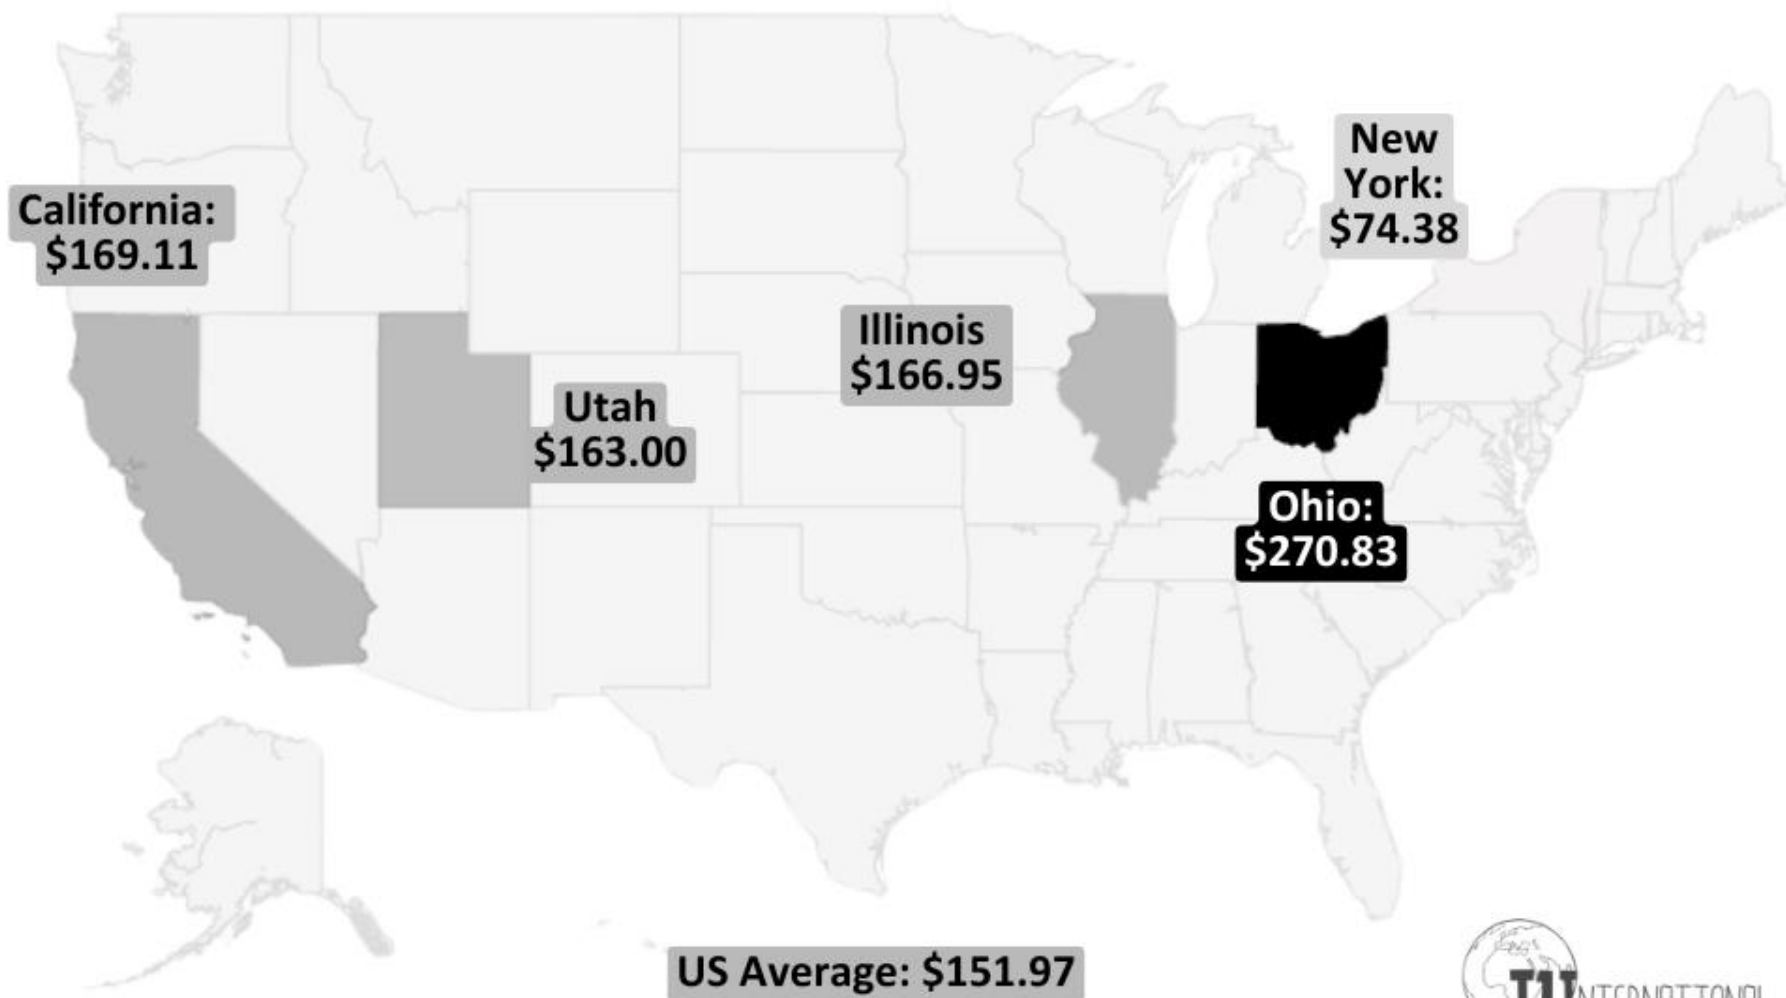 New
York:
$74.38
California:
$169.11
Illinois
$166.95
Utah
$163.00
Ohio:
$270.83
US Average: $151.97